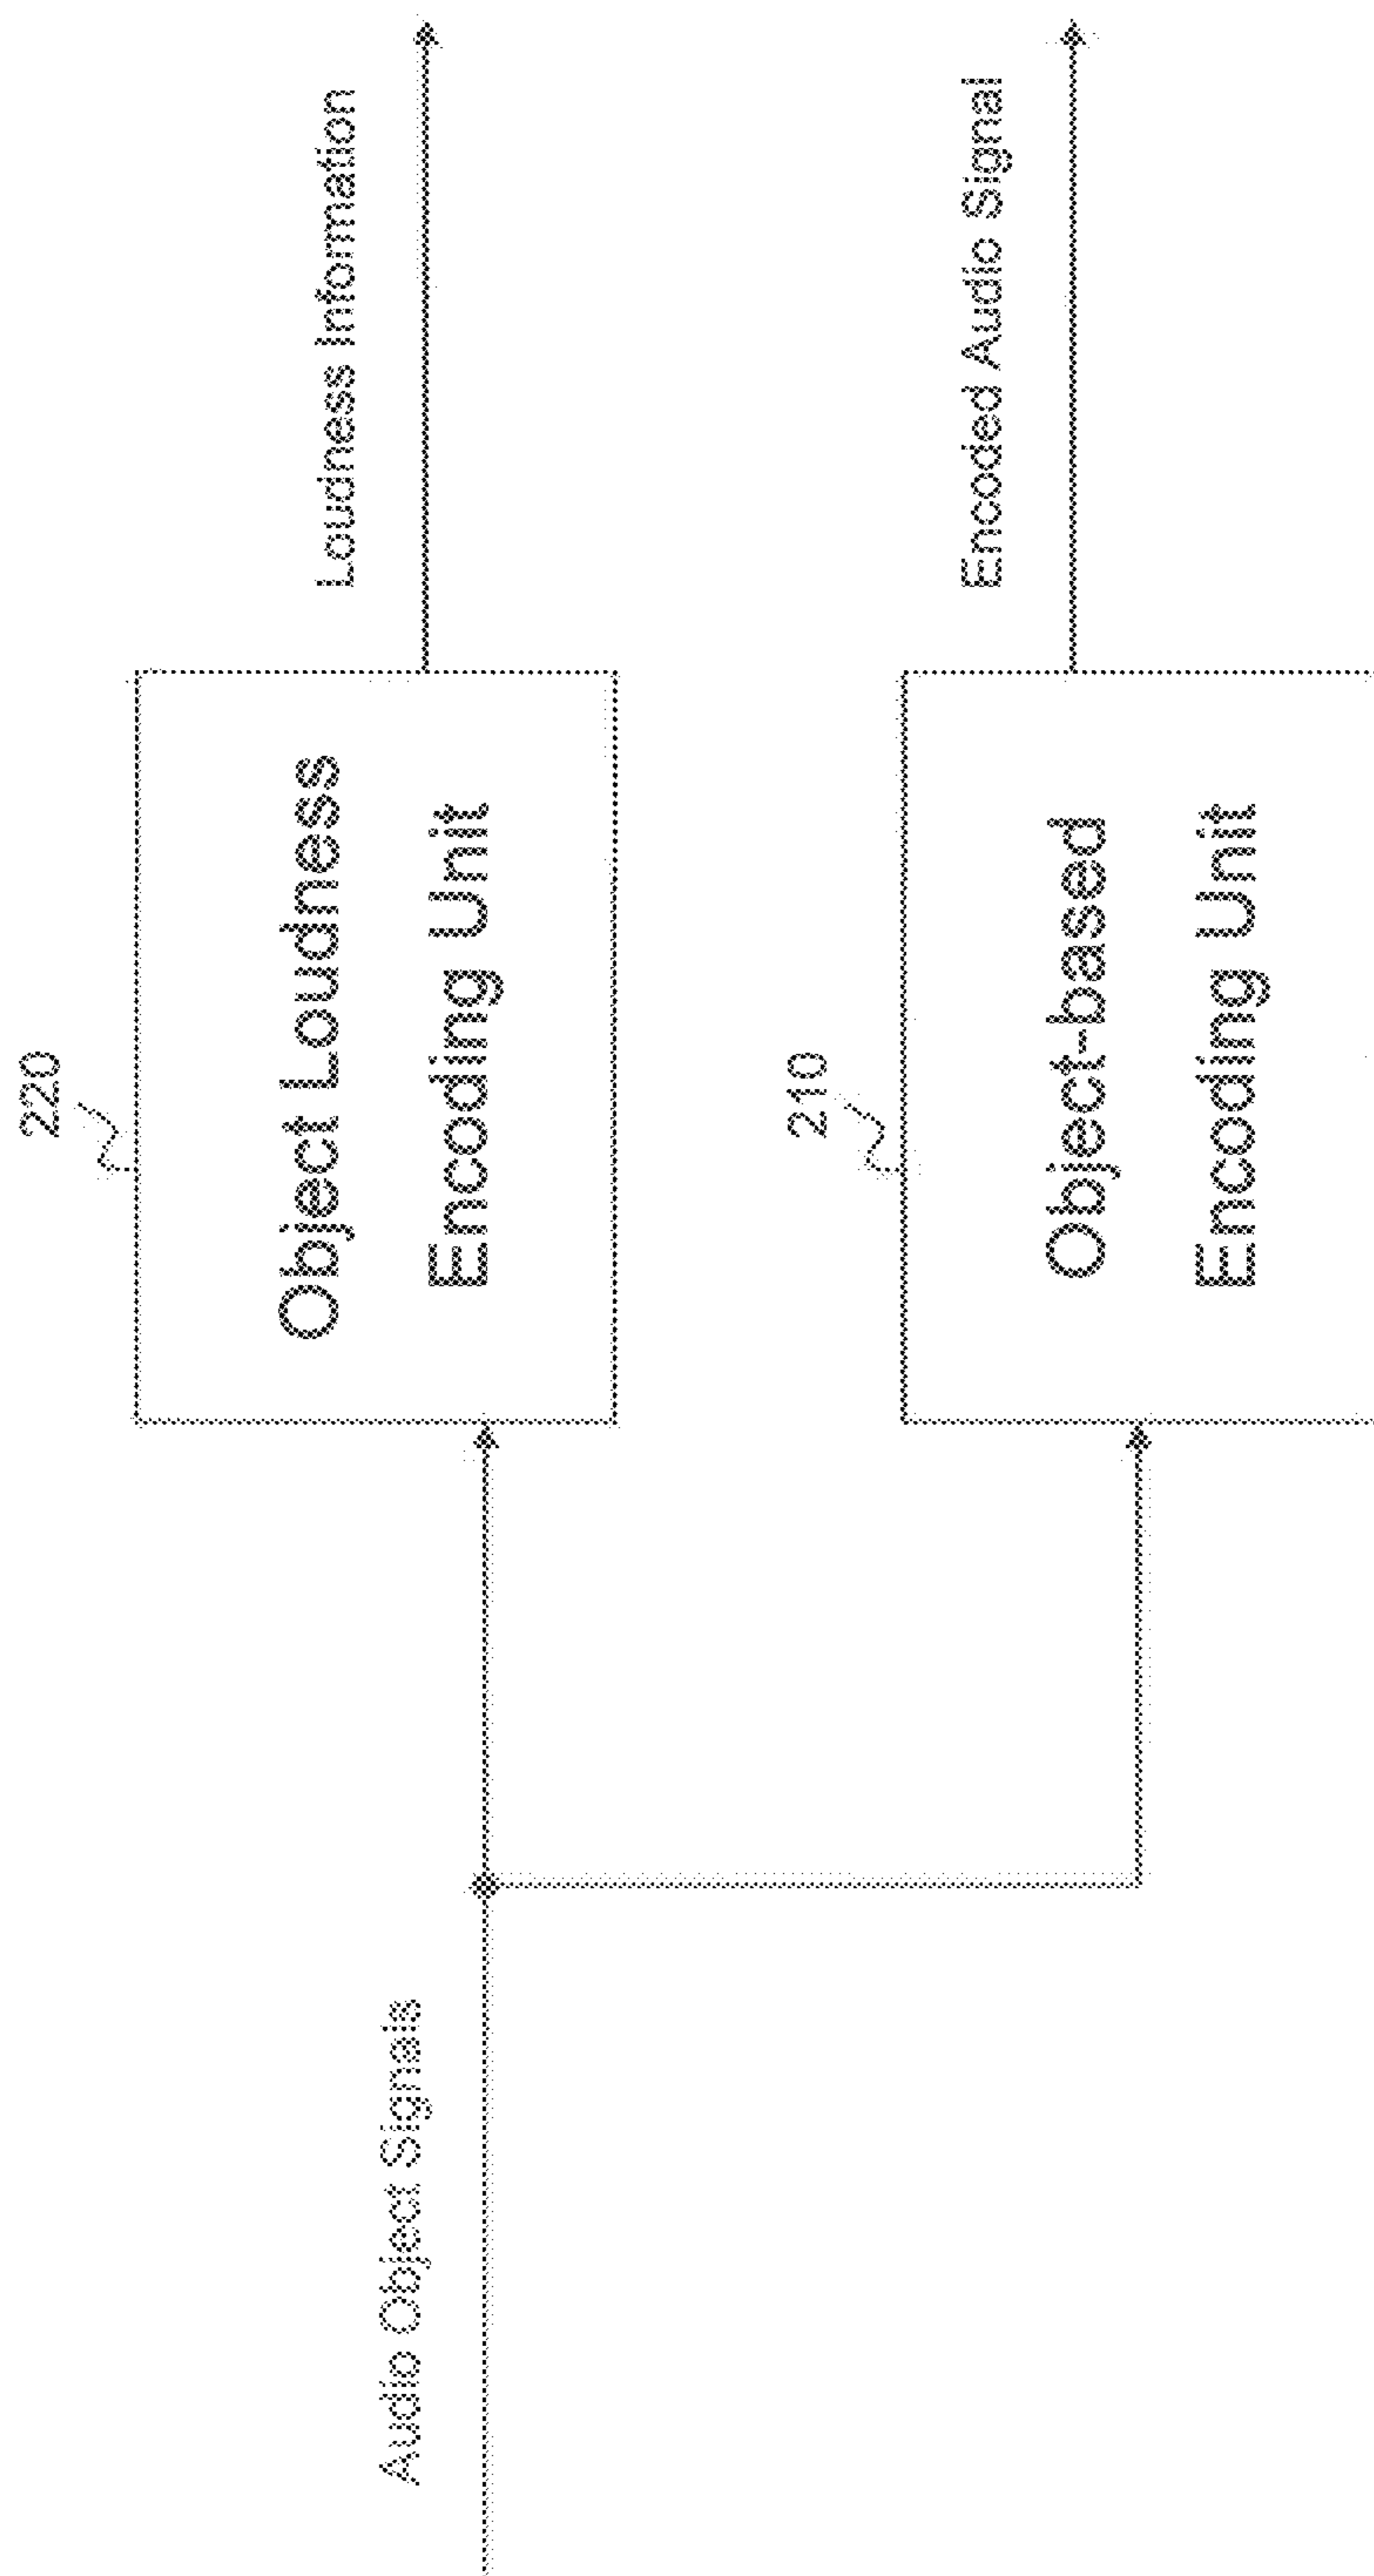 Audio Object Signals
220
Object Loudness
Encoding Unit
Loudness Information
210
Object-based
Encoding Unit
Encoded Audio Signal